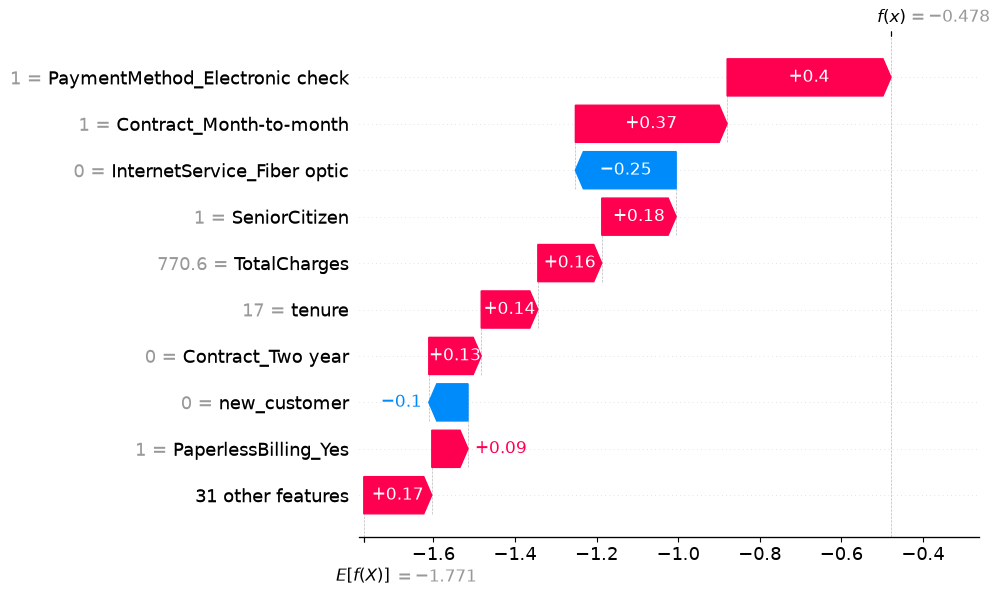 f(x) = −0.478
1 = PaymentMethod_Electronic check
+0.4
1 = Contract_Month-to-month
+0.37
0 = InternetService_Fiber optic
−0.25
1 = SeniorCitizen
+0.18
770.6 = TotalCharges
+0.16
17 = tenure
+0.14
0 = Contract_Two year
+0.13
0 = new_customer
−0.1
1 = PaperlessBilling_Yes
+0.09
31 other features
+0.17
−1.6 −1.4 −1.2 −1.0 −0.8 −0.6 −0.4
E[f(X)] = −1.771